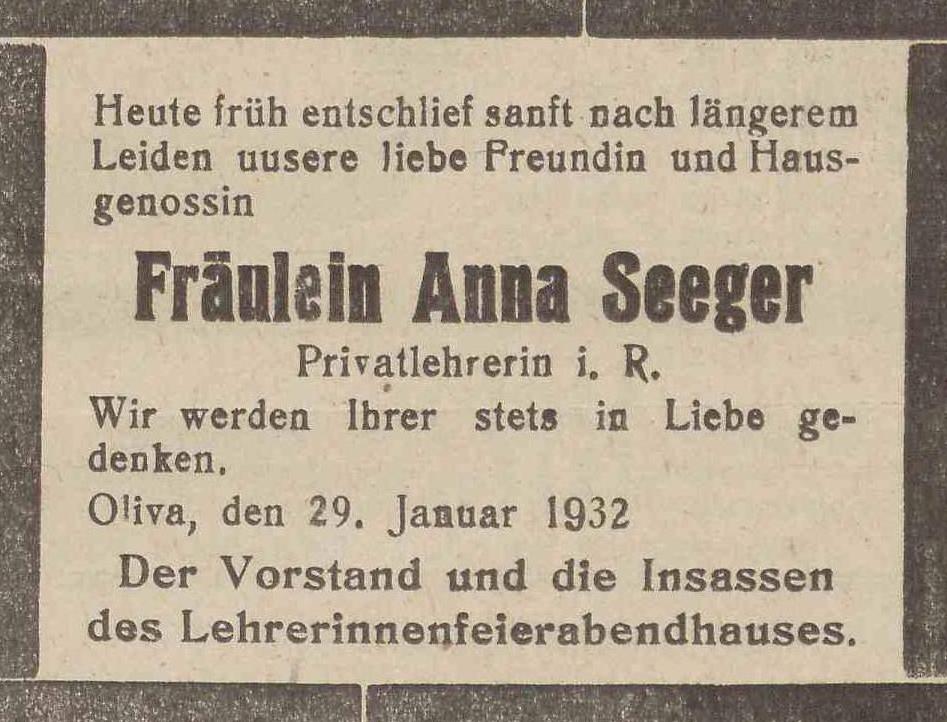 Heute früh entschlief sanft nach längerem
Leiden uusere liebe Freundin und Haus-
genossin
Fräulein Anna Seeger
Privatlehrerin i. R.
Wir werden Ihrer stets in Liebe ge-
denken.
Oliva, den 29. Januar 1932
Der Vorstand und die Insassen
des Lehrerinnenfeierabendhauses.